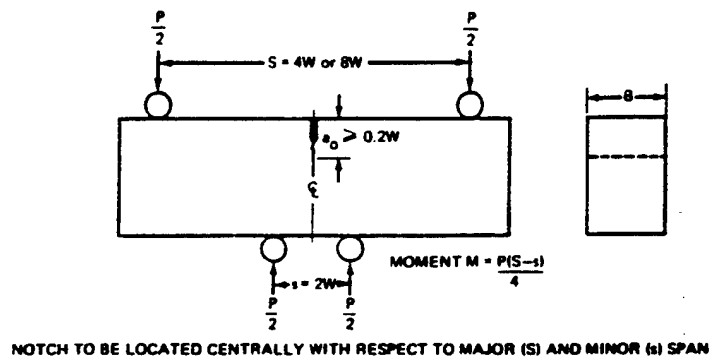 P/2 P/2
S = 4W or 8W
B
a₀ ⩾ 0.2W
℄
MOMENT M = P(S–s)/4
s = 2W
P/2 P/2
NOTCH TO BE LOCATED CENTRALLY WITH RESPECT TO MAJOR (S) AND MINOR (s) SPAN